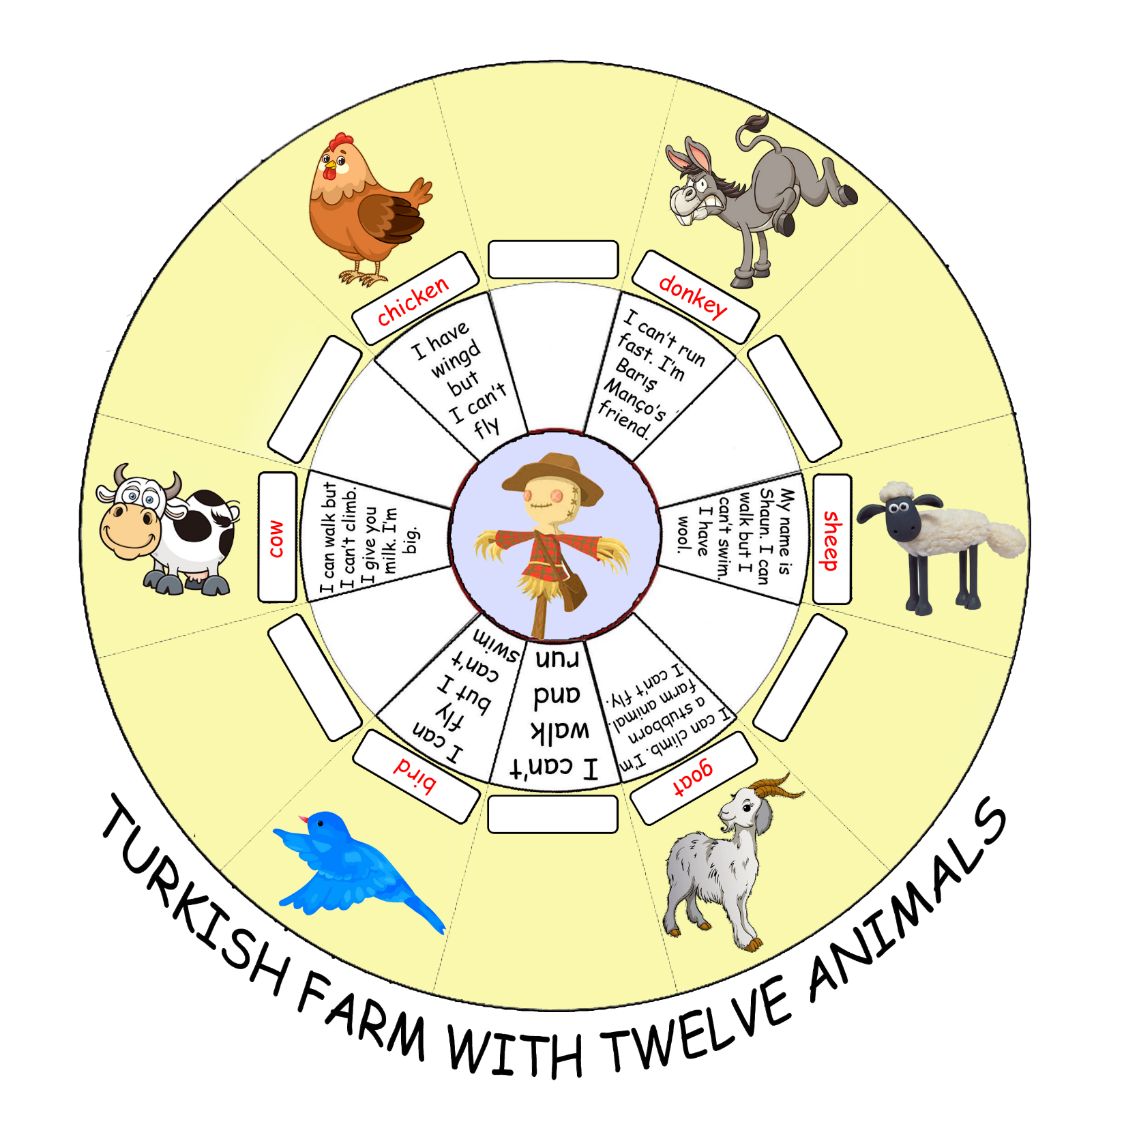 chicken
I have
wingd
but
I can't
fly
donkey
I can't run
fast. I'm
Barış
Manço's
friend.
sheep
My name is
Shaun. I can
walk but I
can't swim.
I have
wool.
goat
I can climb. I'm
a stubborn
farm animal.
I can't fly.
I can't
walk
and
run
bird
I can
fly
but I
can't
swim
cow
I can walk but
I can't climb.
I give you
milk. I'm
big.
TURKISH FARM WITH TWELVE ANIMALS